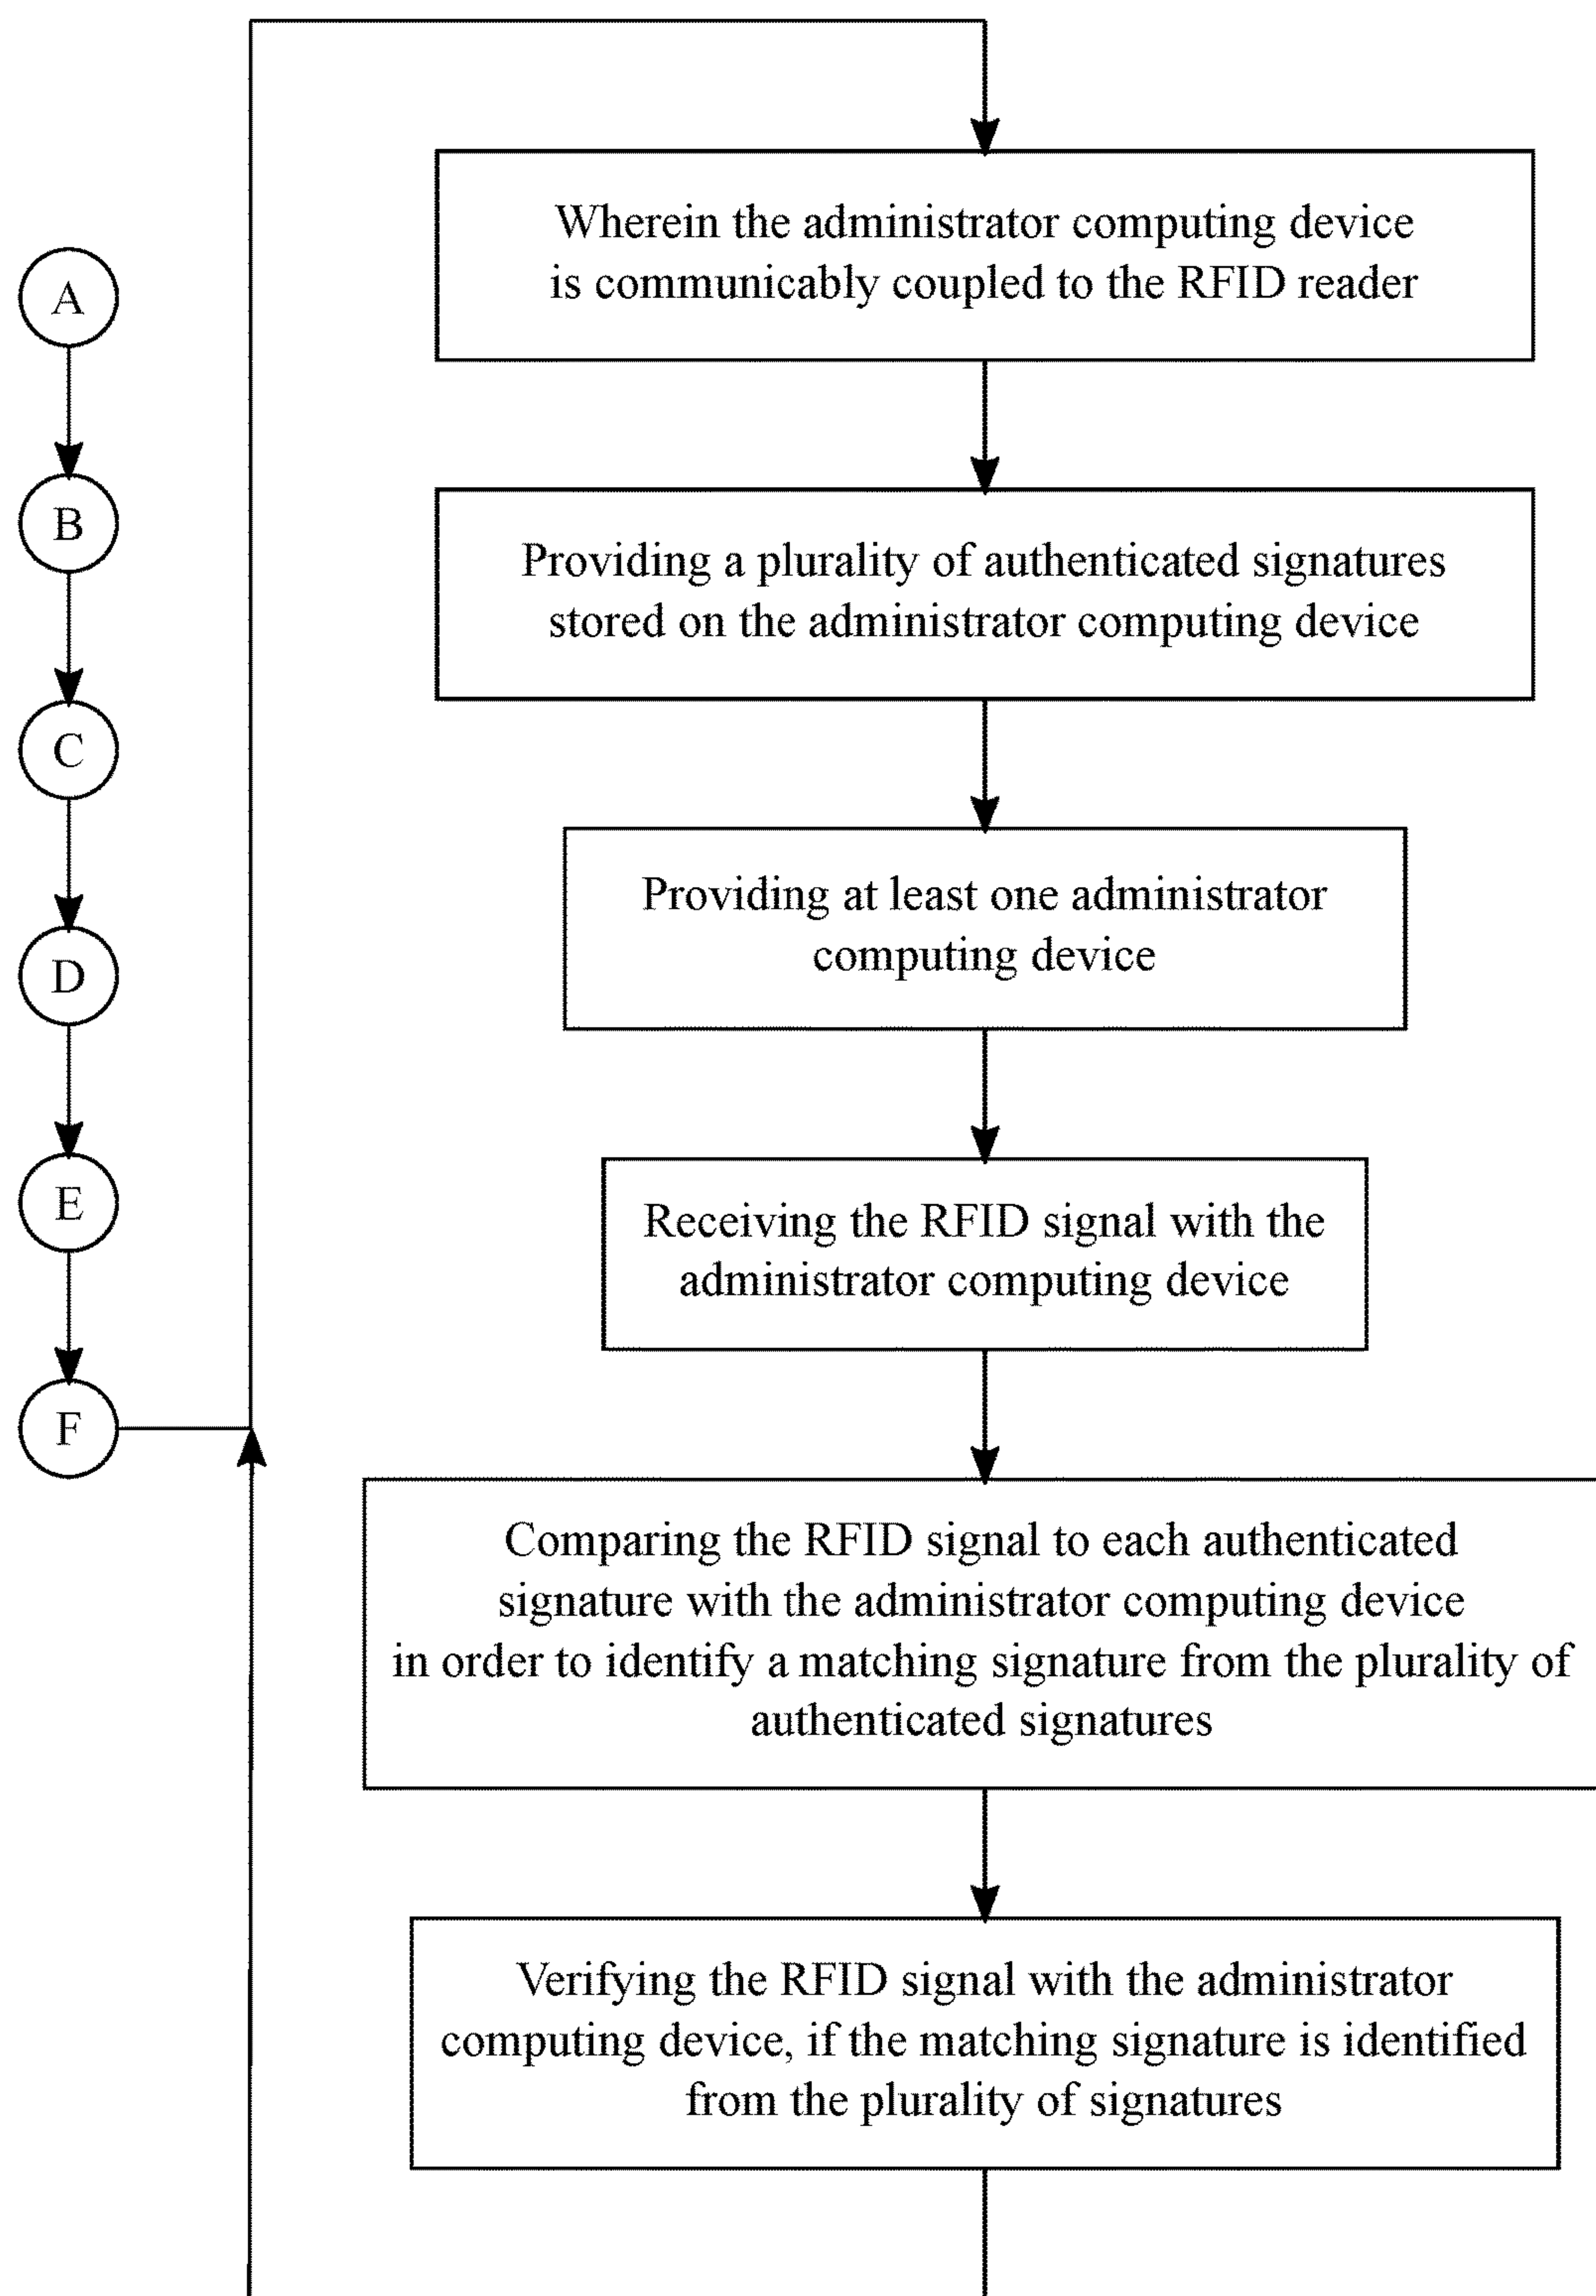 A
B
C
D
E
F
Wherein the administrator computing device
is communicably coupled to the RFID reader
Providing a plurality of authenticated signatures
stored on the administrator computing device
Providing at least one administrator
computing device
Receiving the RFID signal with the
administrator computing device
Comparing the RFID signal to each authenticated
signature with the administrator computing device
in order to identify a matching signature from the plurality of
authenticated signatures
Verifying the RFID signal with the administrator
computing device, if the matching signature is identified
from the plurality of signatures